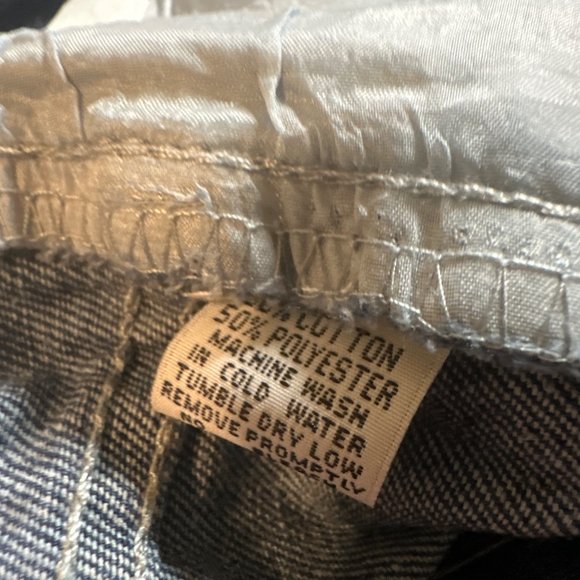 COTTON
50% POLYESTER
MACHINE WASH
IN COLD WATER
TUMBLE DRY LOW
REMOVE PROMPTLY